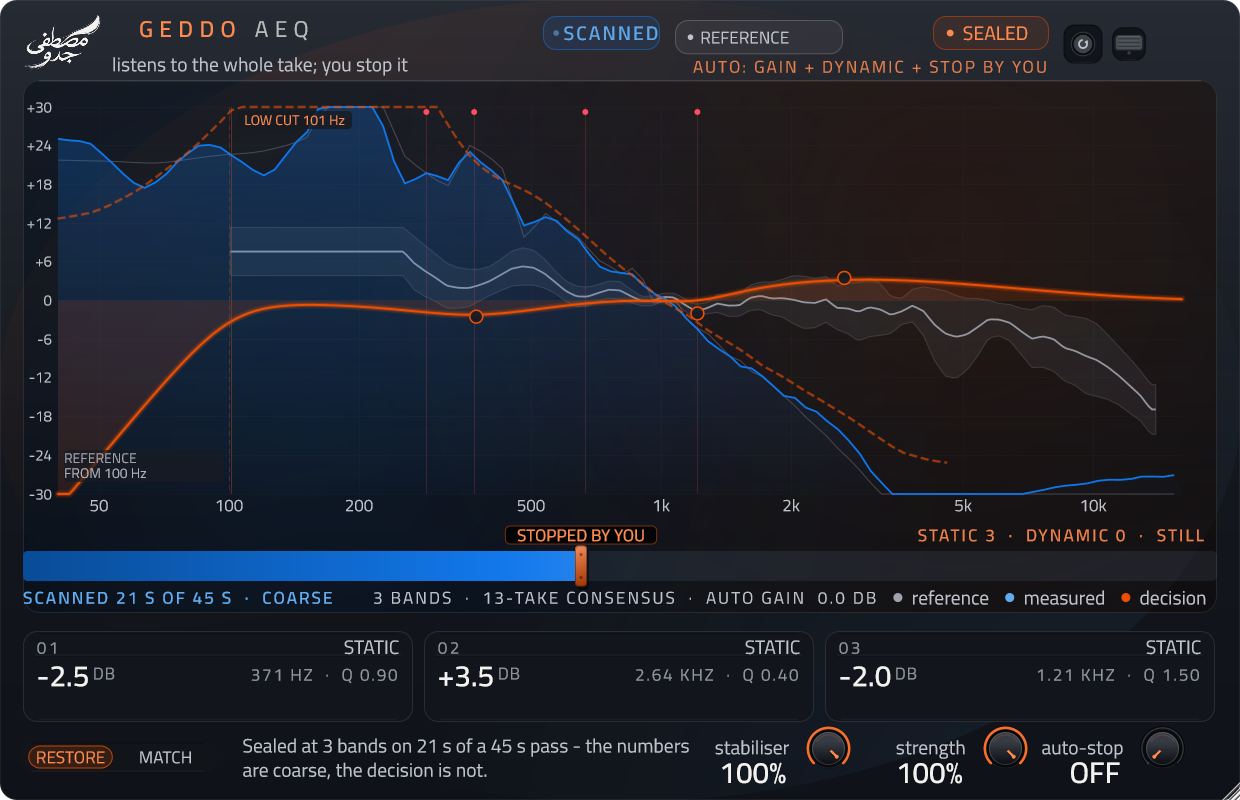 مصطفى جدو
GEDDO AEQ
listens to the whole take; you stop it
SCANNED
REFERENCE
SEALED
AUTO: GAIN + DYNAMIC + STOP BY YOU
+30
+24
+18
+12
+6
0
-6
-12
-18
-24
-30
LOW CUT 101 Hz
REFERENCE
FROM 100 Hz
50 100 200 500 1k 2k 5k 10k
STOPPED BY YOU
STATIC 3 · DYNAMIC 0 · STILL
SCANNED 21 S OF 45 S · COARSE
3 BANDS · 13-TAKE CONSENSUS · AUTO GAIN 0.0 DB
reference measured decision
01 STATIC
-2.5 DB 371 HZ · Q 0.90
02 STATIC
+3.5 DB 2.64 KHZ · Q 0.40
03 STATIC
-2.0 DB 1.21 KHZ · Q 1.50
RESTORE MATCH
Sealed at 3 bands on 21 s of a 45 s pass - the numbers
are coarse, the decision is not.
stabiliser
100%
strength
100%
auto-stop
OFF